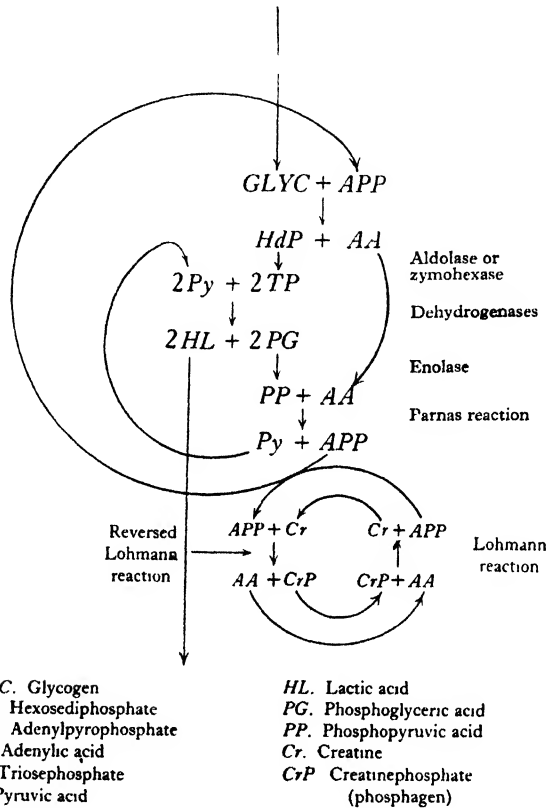 GLYC + APP
HdP + AA
Aldolase or
zymohexase
2Py + 2TP
Dehydrogenases
2HL + 2PG
Enolase
PP + AA
Parnas reaction
Py + APP
Reversed
Lohmann
reaction
APP + Cr
Cr + APP
AA + CrP
CrP + AA
Lohmann
reaction
C. Glycogen
Hexosediphosphate
Adenylpyrophosphate
Adenylic acid
Triosephosphate
Pyruvic acid
HL. Lactic acid
PG. Phosphoglyceric acid
PP. Phosphopyruvic acid
Cr. Creatine
CrP Creatinephosphate
(phosphagen)